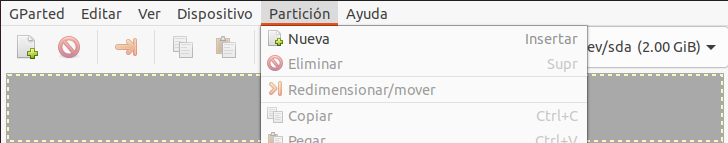 GParted Editar Ver Dispositivo Partición Ayuda
Nueva Insertar
ev/sda (2.00 GiB)
Eliminar Supr
Redimensionar/mover
Copiar Ctrl+C
Pegar Ctrl+V